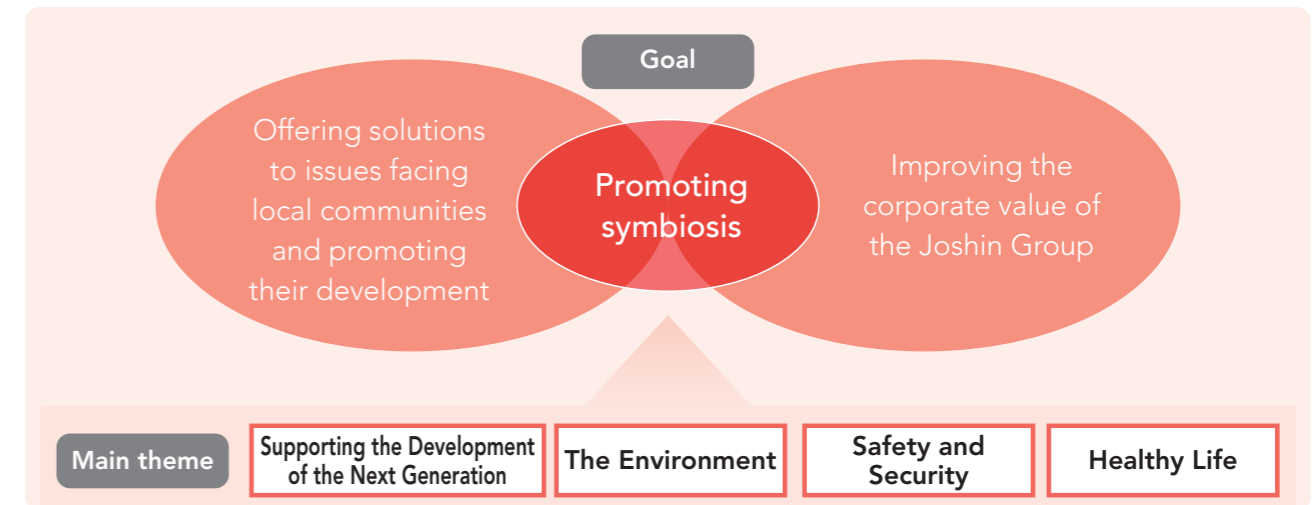 Goal
Offering solutions
to issues facing
local communities
and promoting
their development
Promoting
symbiosis
Improving the
corporate value of
the Joshin Group
Main theme
Supporting the Development
of the Next Generation
The Environment
Safety and
Security
Healthy Life